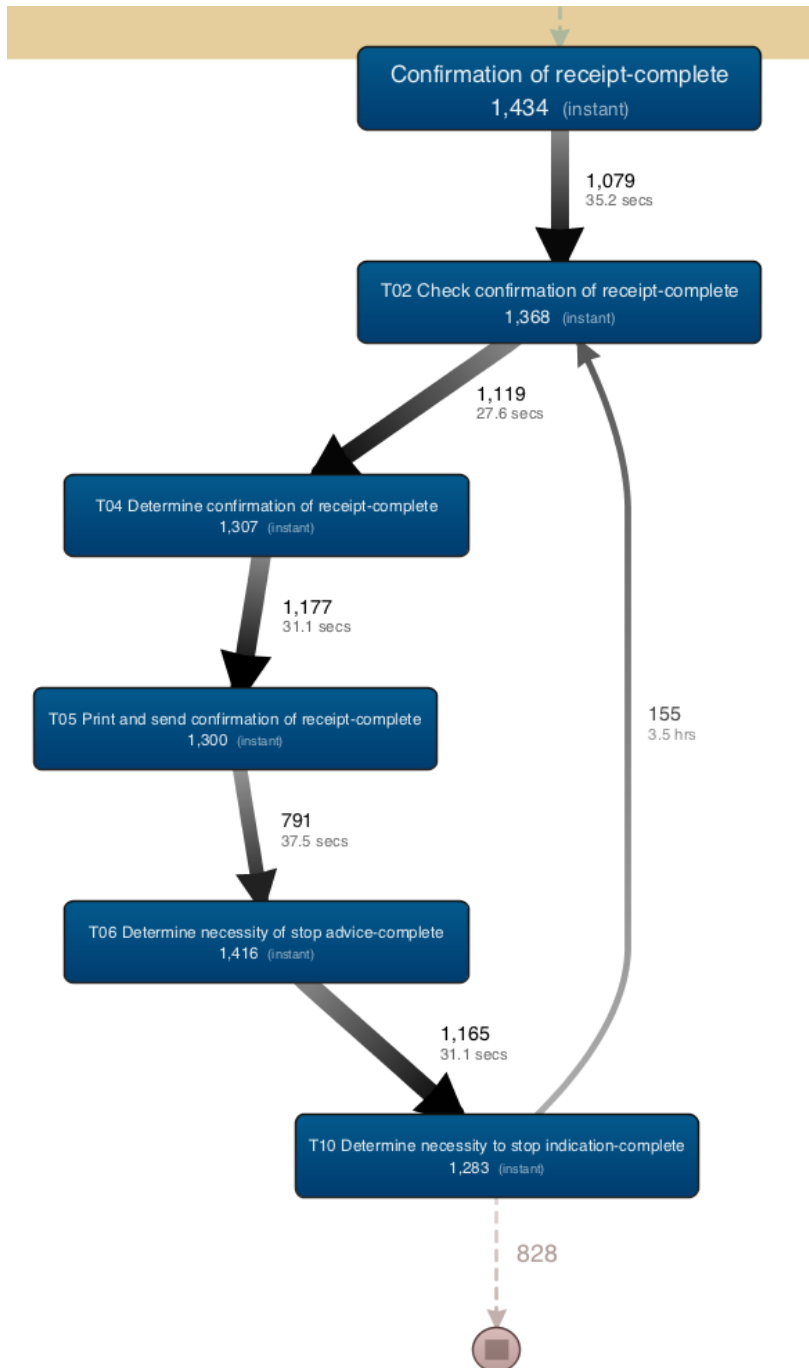 Confirmation of receipt-complete
1,434 (instant)
1,079
35.2 secs
T02 Check confirmation of receipt-complete
1,368 (instant)
1,119
27.6 secs
T04 Determine confirmation of receipt-complete
1,307 (instant)
1,177
31.1 secs
T05 Print and send confirmation of receipt-complete
1,300 (instant)
155
3.5 hrs
791
37.5 secs
T06 Determine necessity of stop advice-complete
1,416 (instant)
1,165
31.1 secs
T10 Determine necessity to stop indication-complete
1,283 (instant)
828